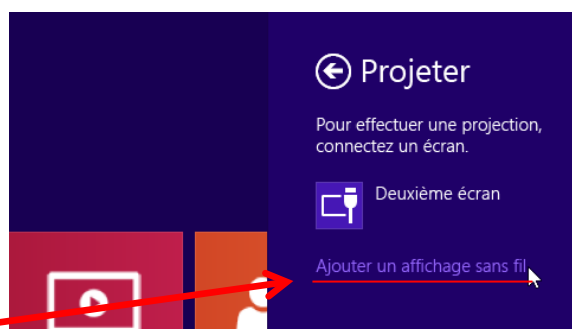 Projeter
Pour effectuer une projection,
connectez un écran.
Deuxième écran
Ajouter un affichage sans fil